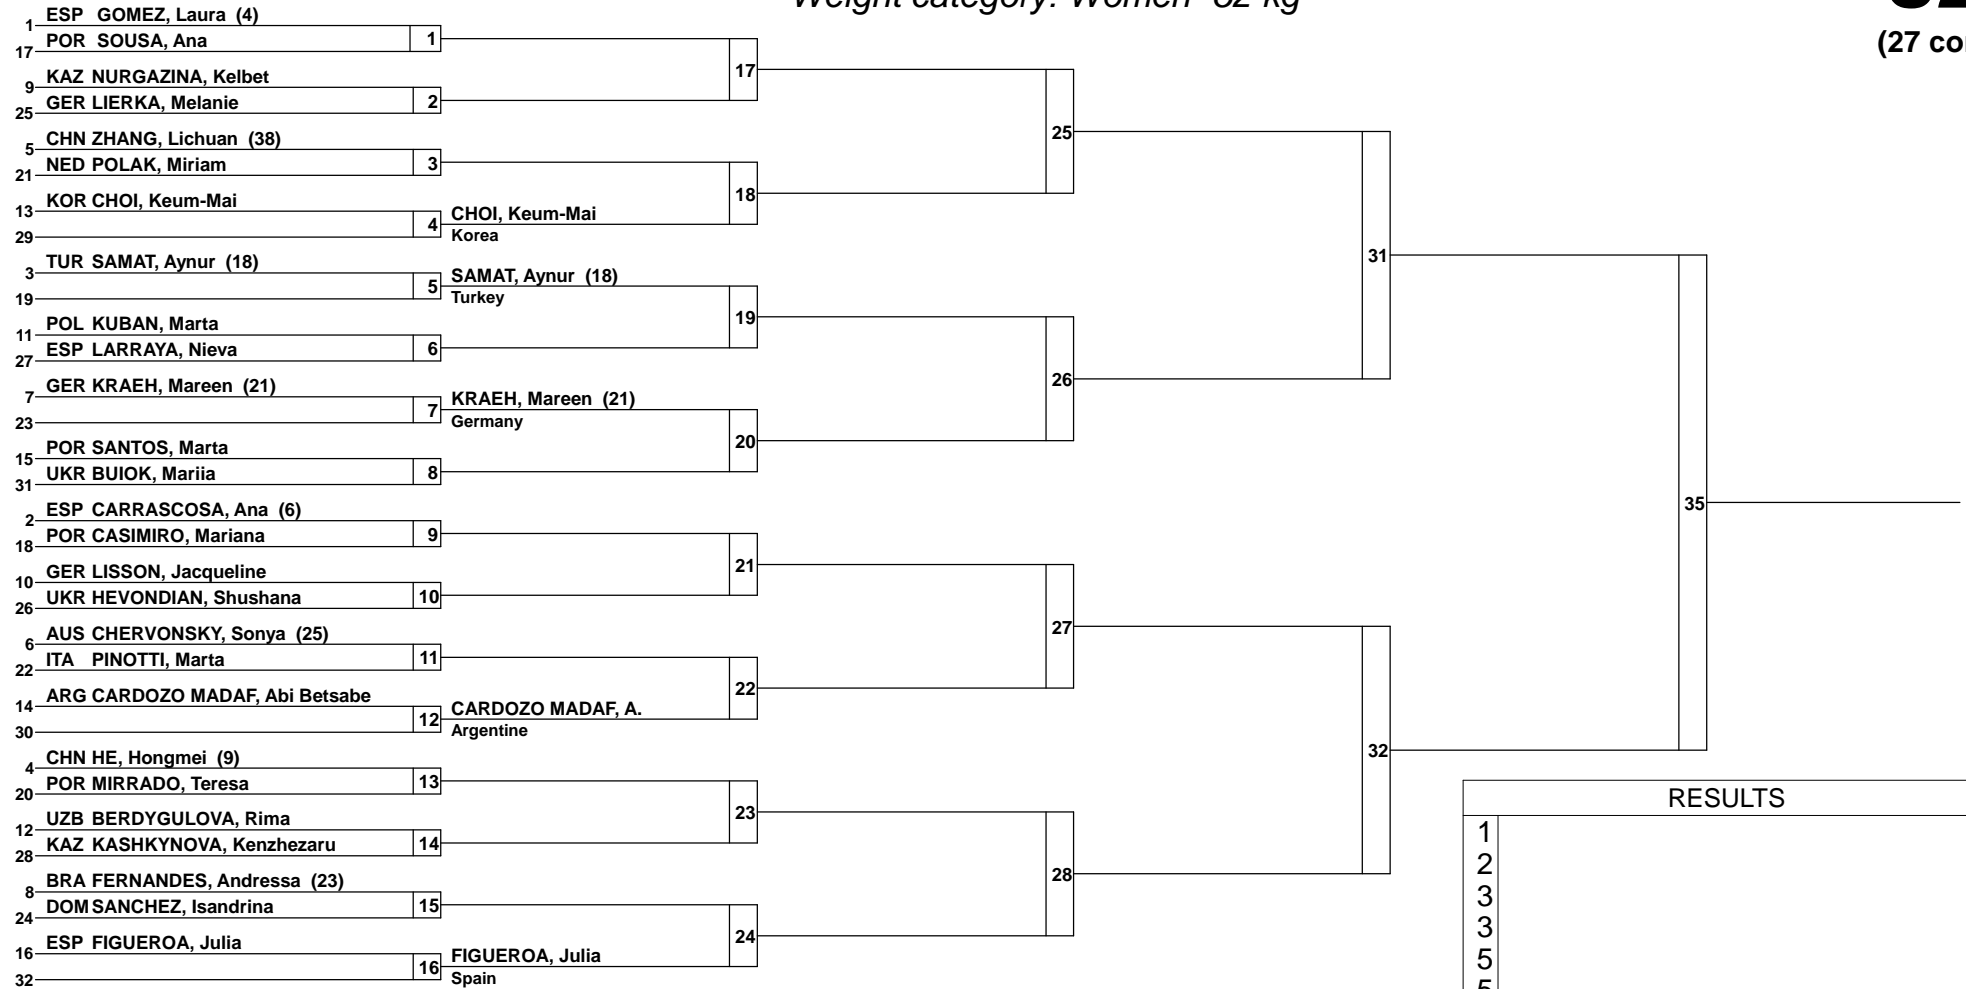 Weight category: Women -52 kg
(27 co
1 ESP GOMEZ, Laura (4)
17 POR SOUSA, Ana
1
9 KAZ NURGAZINA, Kelbet
25 GER LIERKA, Melanie
2
17
5 CHN ZHANG, Lichuan (38)
21 NED POLAK, Miriam
3
13 KOR CHOI, Keum-Mai
29
4
CHOI, Keum-Mai
Korea
18
25
3 TUR SAMAT, Aynur (18)
19
5
SAMAT, Aynur (18)
Turkey
11 POL KUBAN, Marta
27 ESP LARRAYA, Nieva
6
19
7 GER KRAEH, Mareen (21)
23
7
KRAEH, Mareen (21)
Germany
15 POR SANTOS, Marta
31 UKR BUIOK, Mariia
8
20
26
31
2 ESP CARRASCOSA, Ana (6)
18 POR CASIMIRO, Mariana
9
10 GER LISSON, Jacqueline
26 UKR HEVONDIAN, Shushana
10
21
6 AUS CHERVONSKY, Sonya (25)
22 ITA PINOTTI, Marta
11
14 ARG CARDOZO MADAF, Abi Betsabe
30
12
CARDOZO MADAF, A.
Argentine
22
27
4 CHN HE, Hongmei (9)
20 POR MIRRADO, Teresa
13
12 UZB BERDYGULOVA, Rima
28 KAZ KASHKYNOVA, Kenzhezaru
14
23
8 BRA FERNANDES, Andressa (23)
24 DOM SANCHEZ, Isandrina
15
16 ESP FIGUEROA, Julia
32
16
FIGUEROA, Julia
Spain
24
28
32
35
RESULTS
1
2
3
3
5
5